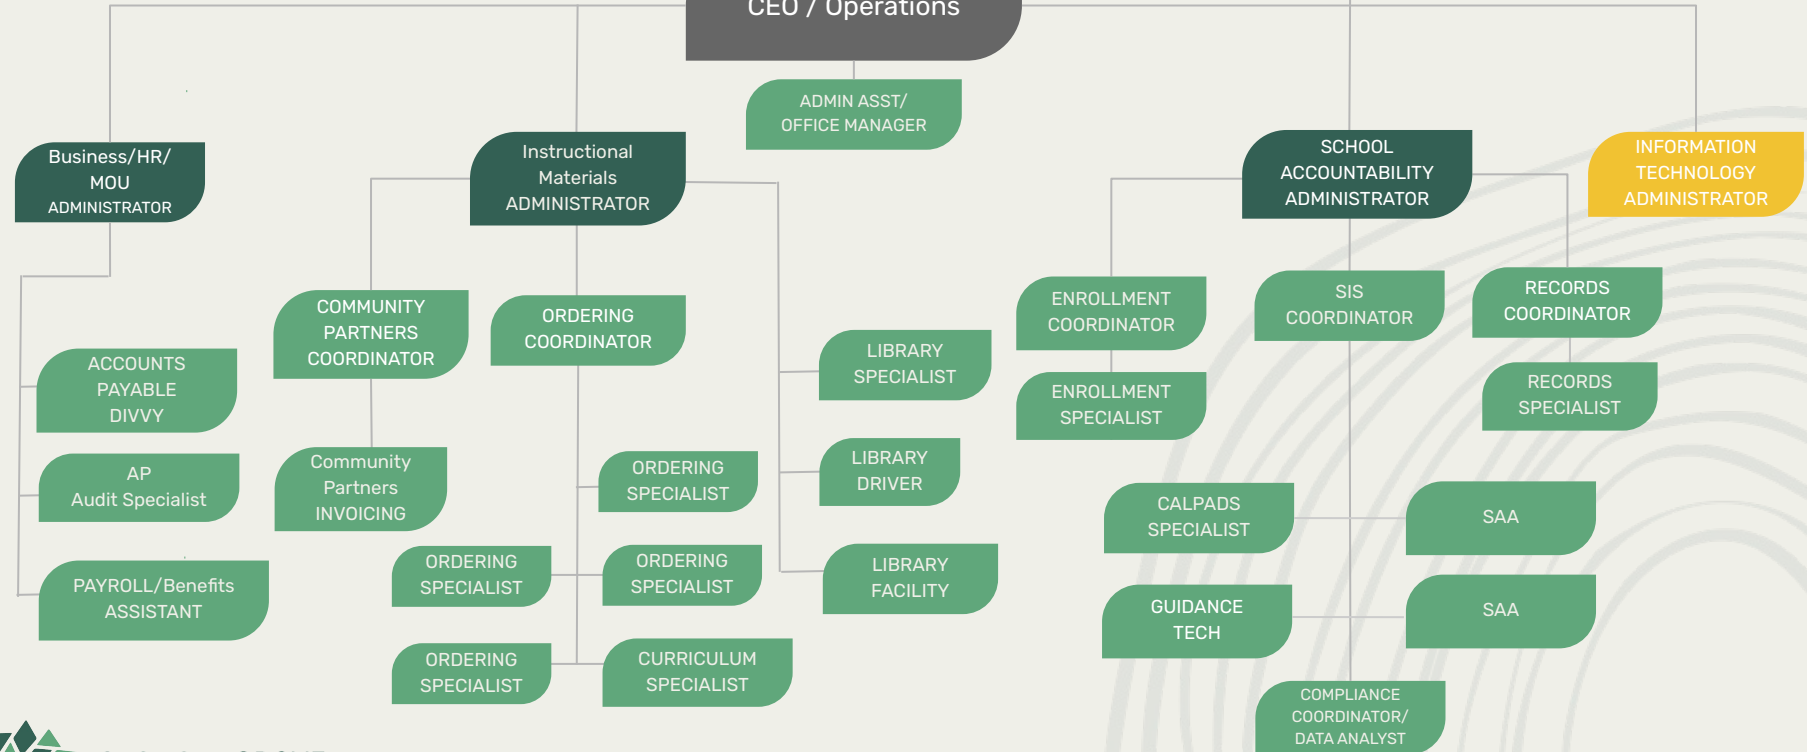 CEO / Operations
ADMIN ASST/
OFFICE MANAGER
Business/HR/
MOU
ADMINISTRATOR
Instructional
Materials
ADMINISTRATOR
SCHOOL
ACCOUNTABILITY
ADMINISTRATOR
INFORMATION
TECHNOLOGY
ADMINISTRATOR
ACCOUNTS
PAYABLE
DIVVY
AP
Audit Specialist
PAYROLL/Benefits
ASSISTANT
COMMUNITY
PARTNERS
COORDINATOR
Community
Partners
INVOICING
ORDERING
COORDINATOR
ORDERING
SPECIALIST
ORDERING
SPECIALIST
ORDERING
SPECIALIST
ORDERING
SPECIALIST
CURRICULUM
SPECIALIST
LIBRARY
SPECIALIST
LIBRARY
DRIVER
LIBRARY
FACILITY
ENROLLMENT
COORDINATOR
ENROLLMENT
SPECIALIST
SIS
COORDINATOR
RECORDS
COORDINATOR
RECORDS
SPECIALIST
CALPADS
SPECIALIST
SAA
GUIDANCE
TECH
SAA
COMPLIANCE
COORDINATOR/
DATA ANALYST